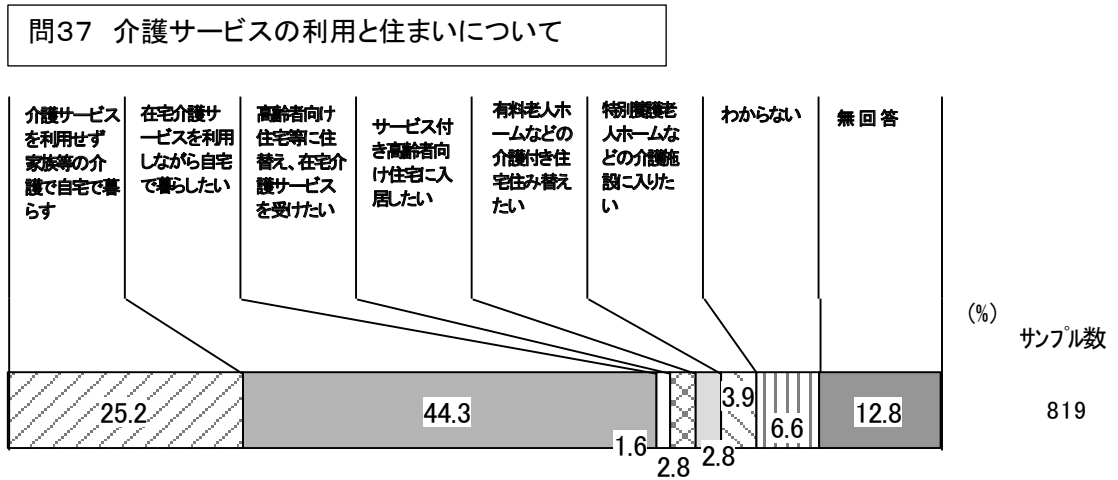 問37 介護サービスの利用と住まいについて
介護サービス
を利用せず
家族等の介
護で自宅で暮
らす
在宅介護サ
ービスを利用
しながら自宅
で暮らしたい
高齢者向け
住宅等に住
替え、在宅介
護サービス
を受けたい
サービス付
き高齢者向
け住宅に入
居したい
有料老人ホ
ームなどの
介護付き住
宅住み替え
たい
特別養護老
人ホームな
どの介護施
設に入りた
い
わからない
無回答
(%)
サンプル数
25.2
44.3
1.6
2.8
2.8
3.9
6.6
12.8
819